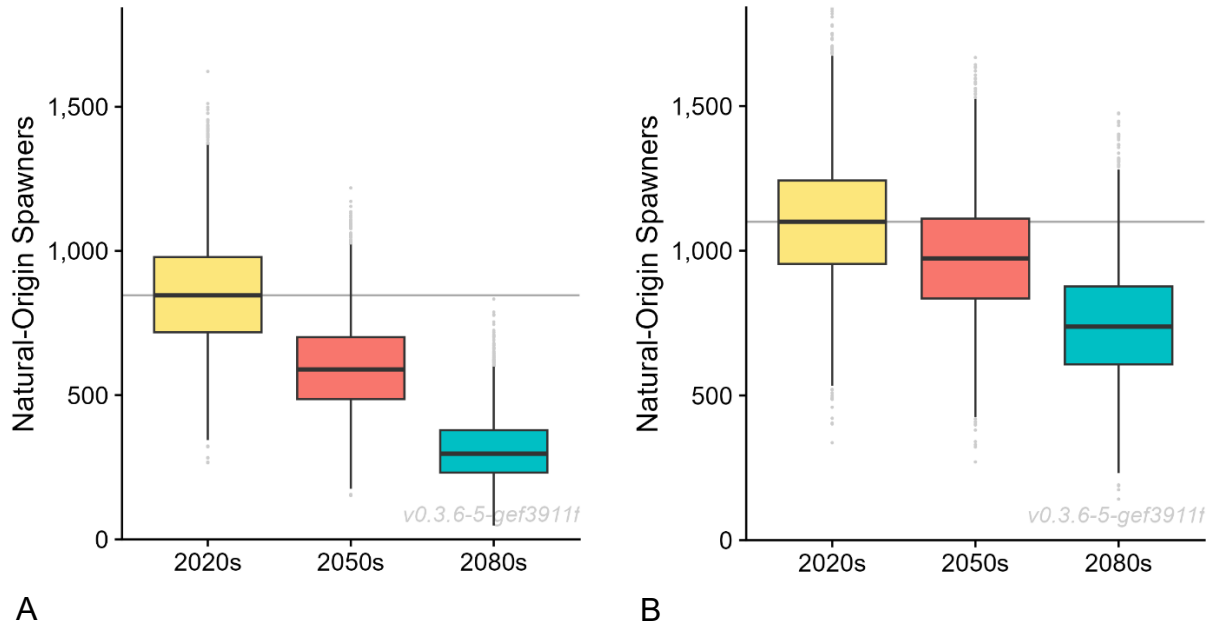 Natural-Origin Spawners
1,500
1,000
500
0
2020s
2050s
2080s
v0.3.6-5-gef3911f
A
Natural-Origin Spawners
1,500
1,000
500
0
2020s
2050s
2080s
v0.3.6-5-gef3911f
B